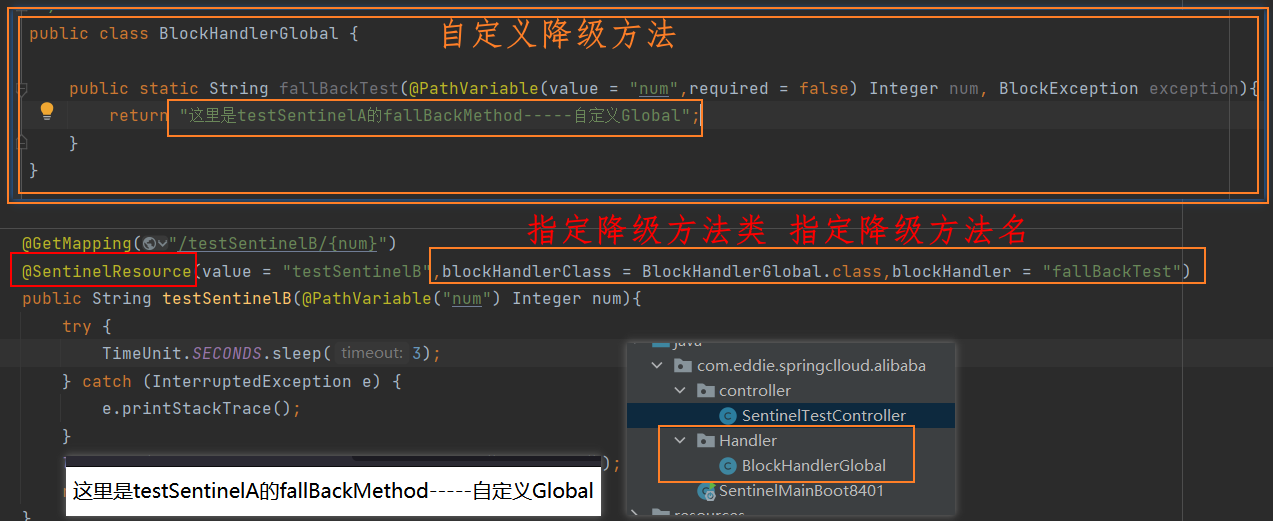 public class BlockHandlerGlobal {
自定义降级方法
public static String fallBackTest(@PathVariable(value = "num",required = false) Integer num, BlockException exception){
return "这里是testSentinelA的fallBackMethod-----自定义Global";
}
}
指定降级方法类 指定降级方法名
@GetMapping("/testSentinelB/{num}")
@SentinelResource(value = "testSentinelB",blockHandlerClass = BlockHandlerGlobal.class,blockHandler = "fallBackTest")
public String testSentinelB(@PathVariable("num") Integer num){
try {
TimeUnit.SECONDS.sleep( timeout: 3);
} catch (InterruptedException e) {
e.printStackTrace();
}
);
这里是testSentinelA的fallBackMethod-----自定义Global
}
java
com.eddie.springclloud.alibaba
controller
SentinelTestController
Handler
BlockHandlerGlobal
SentinelMainBoot8401
resources